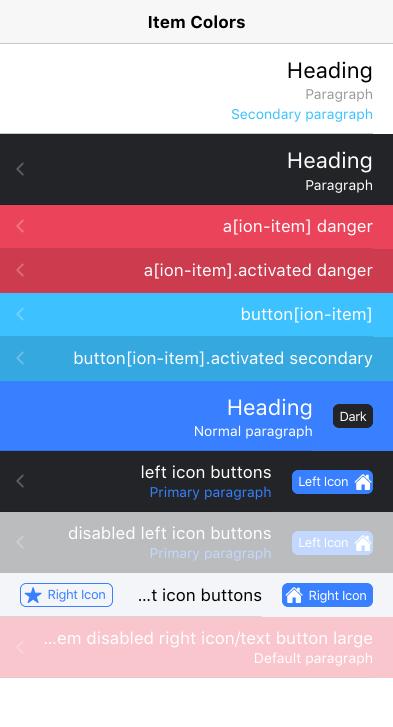 Item Colors
Heading
Paragraph
Secondary paragraph
Heading
Paragraph
a[ion-item] danger
a[ion-item].activated danger
button[ion-item]
button[ion-item].activated secondary
Heading
Normal paragraph
Dark
left icon buttons
Primary paragraph
Left Icon
disabled left icon buttons
Primary paragraph
Left Icon
Right Icon
...t icon buttons
Right Icon
...em disabled right icon/text button large
Default paragraph